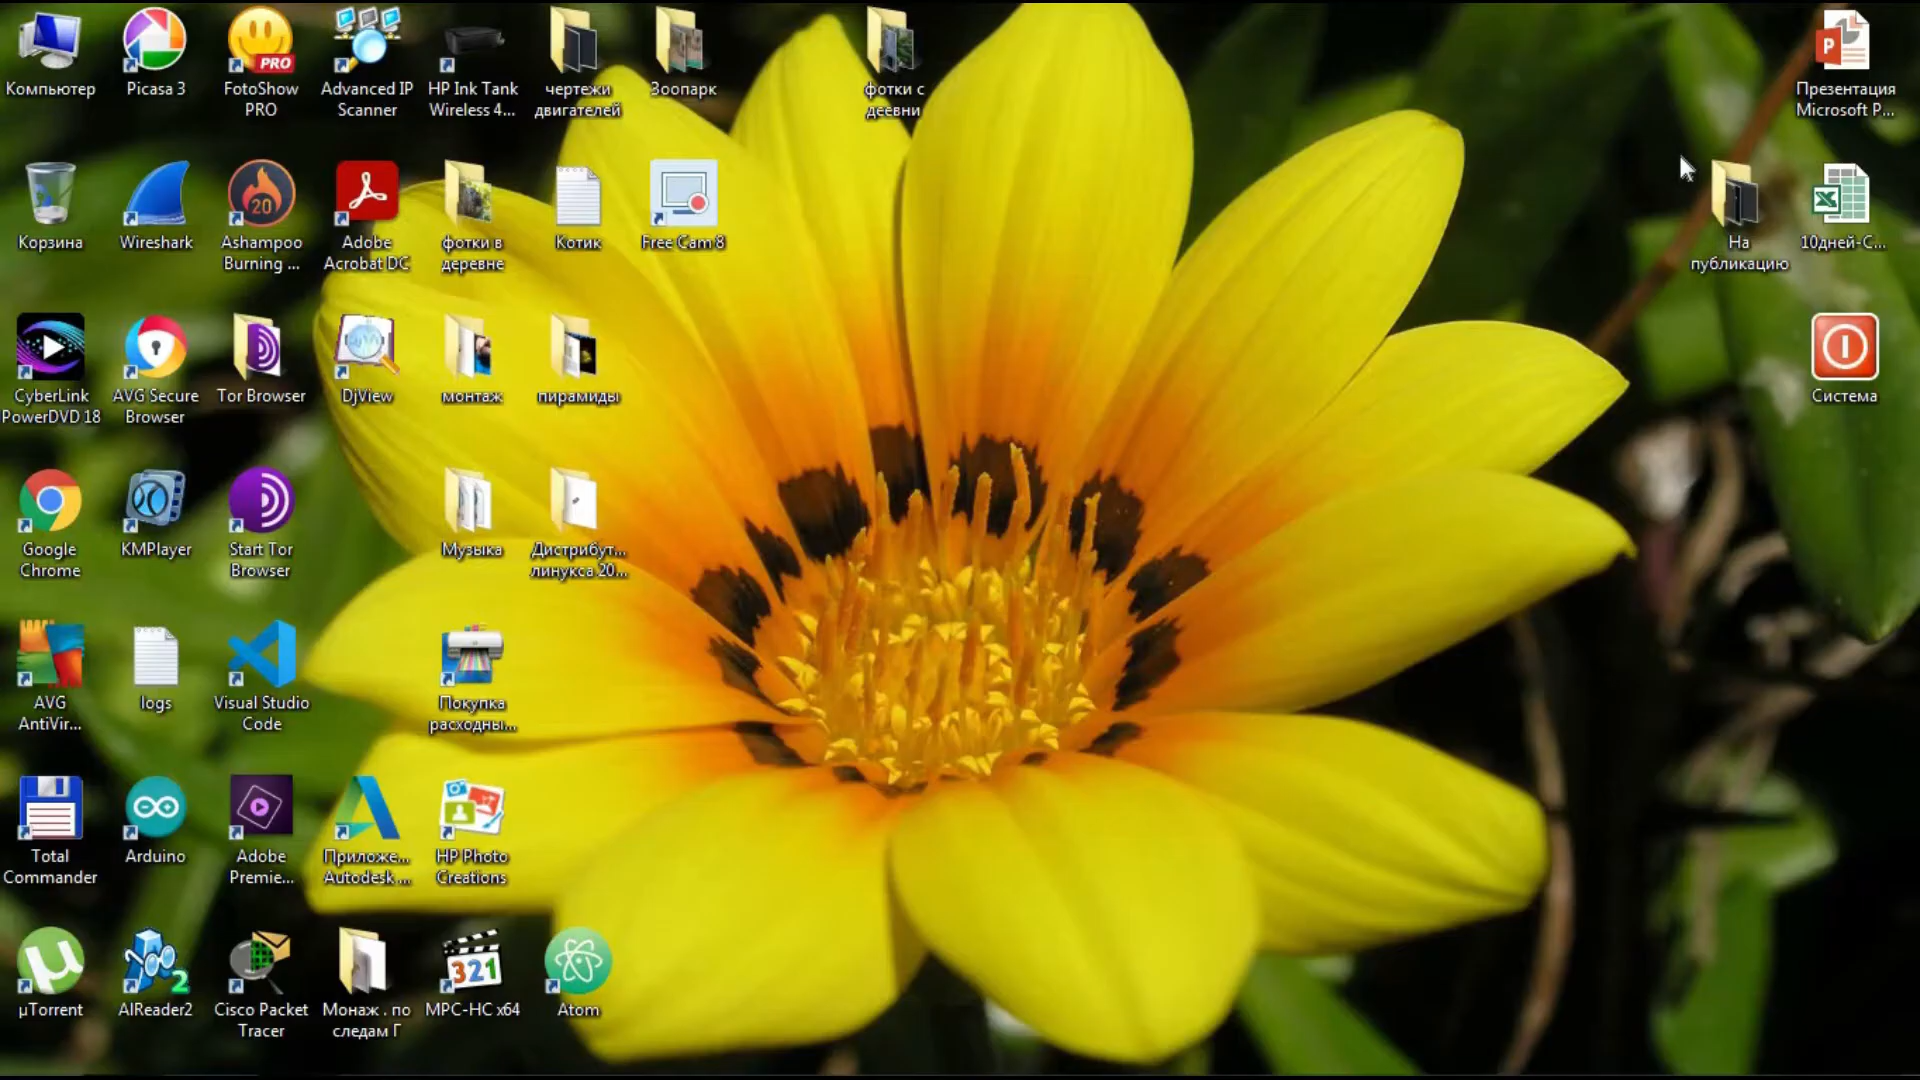 Компьютер
Picasa 3
FotoShow
PRO
PRO
Advanced IP
Scanner
HP Ink Tank
Wireless 4...
чертежи
двигателей
Зоопарк
фотки с
деевни
P
Презентация
Microsoft P...
Корзина
Wireshark
20
Ashampoo
Burning ...
Adobe
Acrobat DC
фотки в
деревне
Котик
Free Cam 8
На
публикацию
X
10дней-С...
CyberLink
PowerDVD 18
AVG Secure
Browser
Tor Browser
DjVu
DjView
монтаж
пирамиды
Система
Google
Chrome
KMPlayer
Start Tor
Browser
Музыка
Дистрибут...
линукса 20...
AVG
AntiVir...
logs
Visual Studio
Code
Покупка
расходны...
Total
Commander
Arduino
Adobe
Premie...
Приложе...
Autodesk ...
HP Photo
Creations
µTorrent
2
AlReader2
Cisco Packet
Tracer
Монаж . по
следам Г
321
MPC-HC x64
Atom